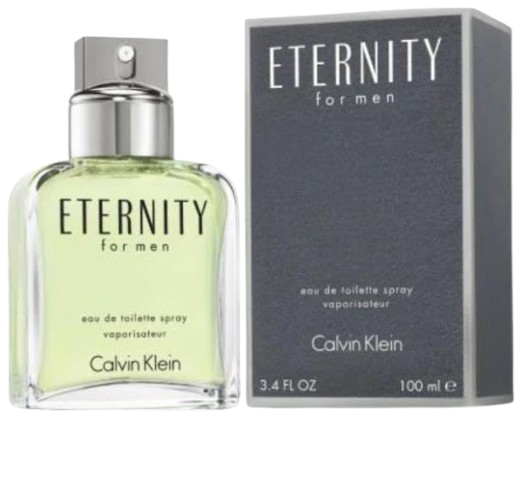 ETERNITY
for men
eau de toilette spray
vaporisateur
Calvin Klein
ETERNITY
for men
eau de toilette spray
vaporisateur
Calvin Klein
3.4 FL OZ 100 ml e